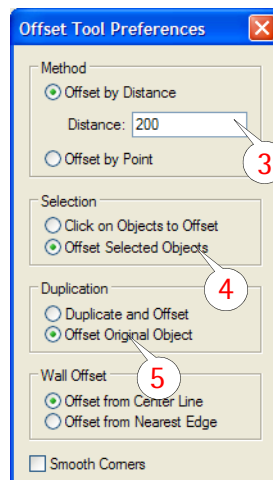 Offset Tool Preferences
Method
Offset by Distance
Distance: 200
Offset by Point
3
Selection
Click on Objects to Offset
Offset Selected Objects
4
Duplication
Duplicate and Offset
Offset Original Object
5
Wall Offset
Offset from Center Line
Offset from Nearest Edge
Smooth Corners